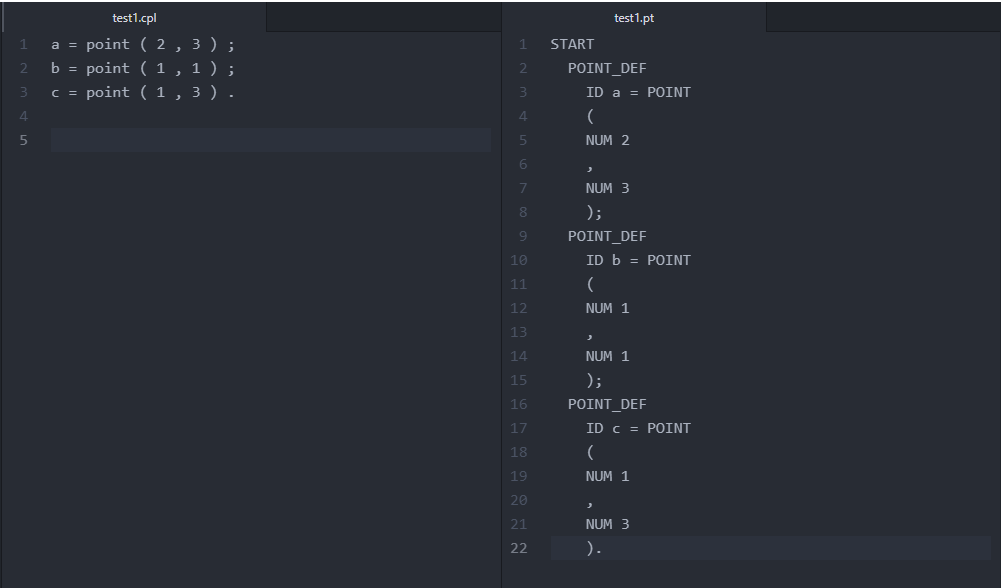 test1.cpl
1 a = point ( 2 , 3 ) ;
2 b = point ( 1 , 1 ) ;
3 c = point ( 1 , 3 ) .
4
5
test1.pt
1 START
2 POINT_DEF
3 ID a = POINT
4 (
5 NUM 2
6 ,
7 NUM 3
8 );
9 POINT_DEF
10 ID b = POINT
11 (
12 NUM 1
13 ,
14 NUM 1
15 );
16 POINT_DEF
17 ID c = POINT
18 (
19 NUM 1
20 ,
21 NUM 3
22 ).